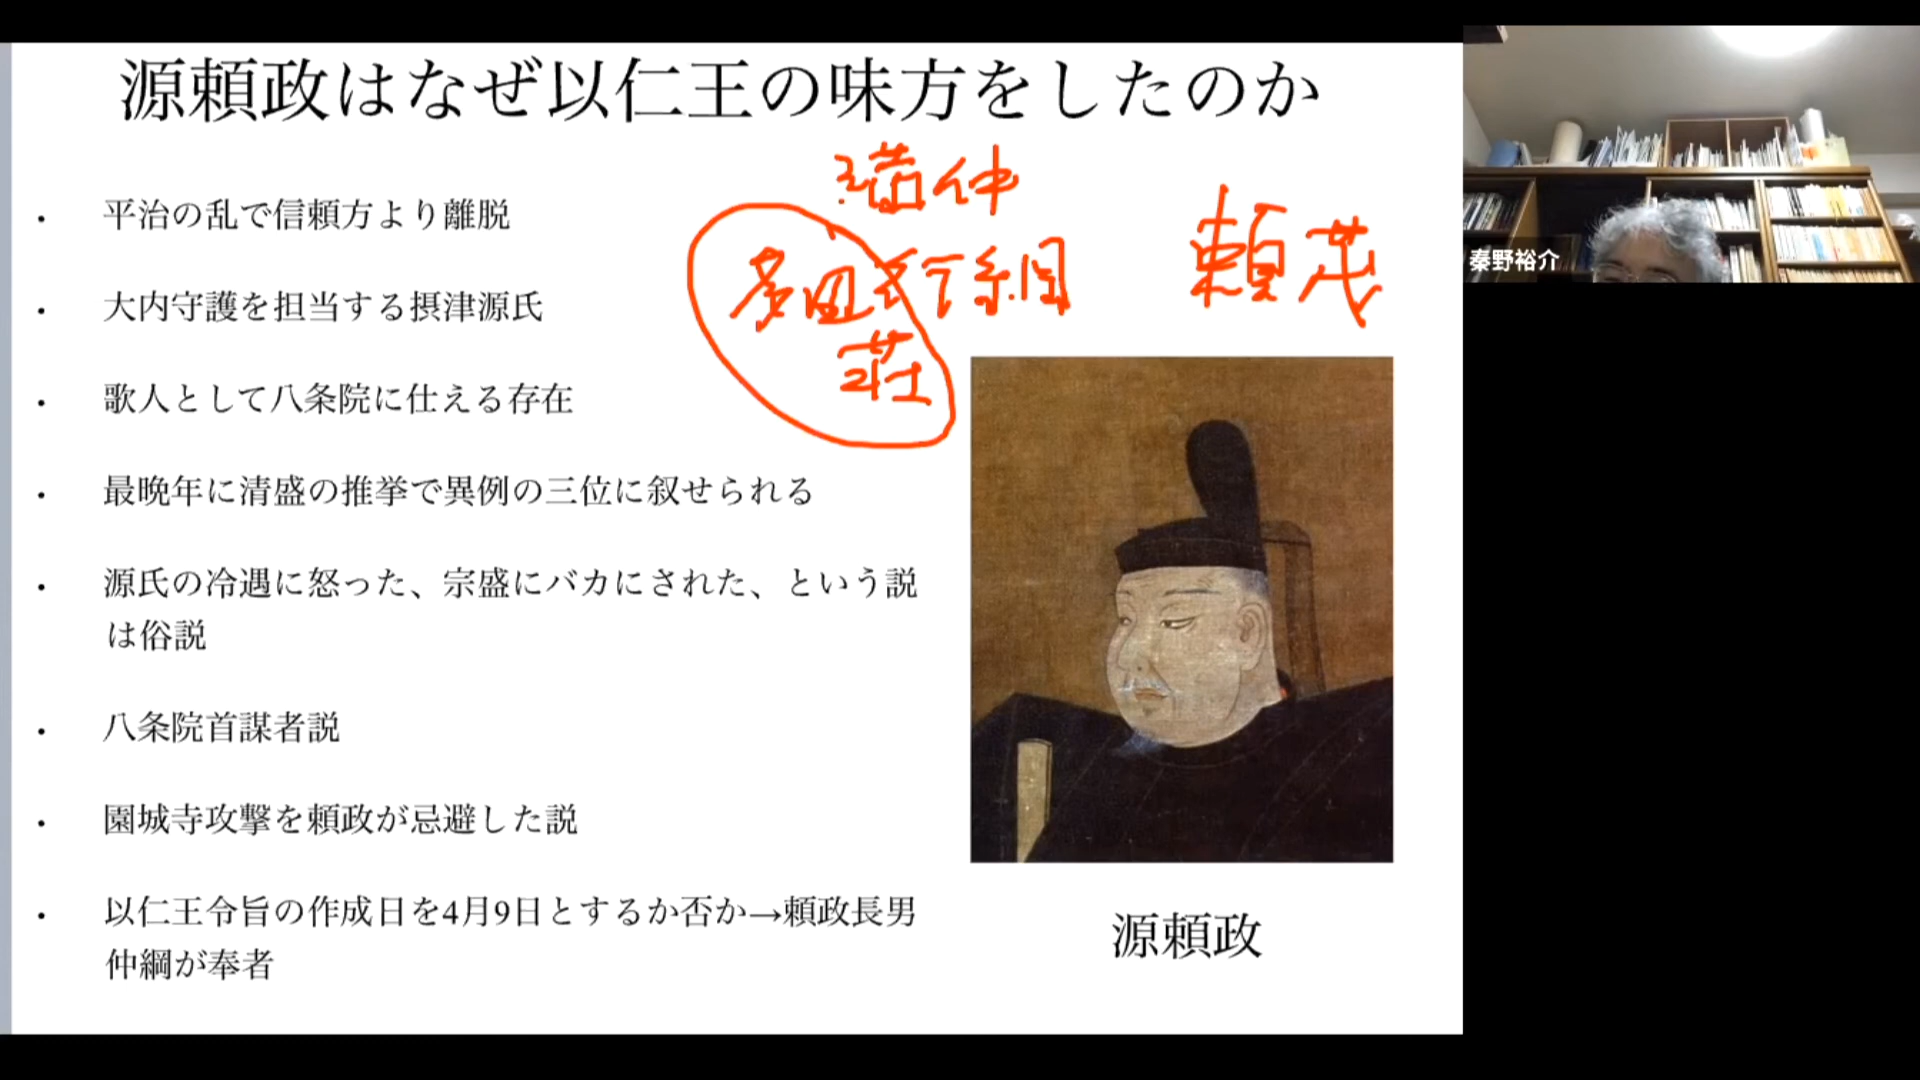 源頼政はなぜ以仁王の味方をしたのか
満仲
多田行綱
荘
頼茂
• 平治の乱で信頼方より離脱
• 大内守護を担当する摂津源氏
• 歌人として八条院に仕える存在
• 最晩年に清盛の推挙で異例の三位に叙せられる
• 源氏の冷遇に怒った、宗盛にバカにされた、という説
は俗説
• 八条院首謀者説
• 園城寺攻撃を頼政が忌避した説
• 以仁王令旨の作成日を4月9日とするか否か→頼政長男
仲綱が奉者
源頼政
秦野裕介